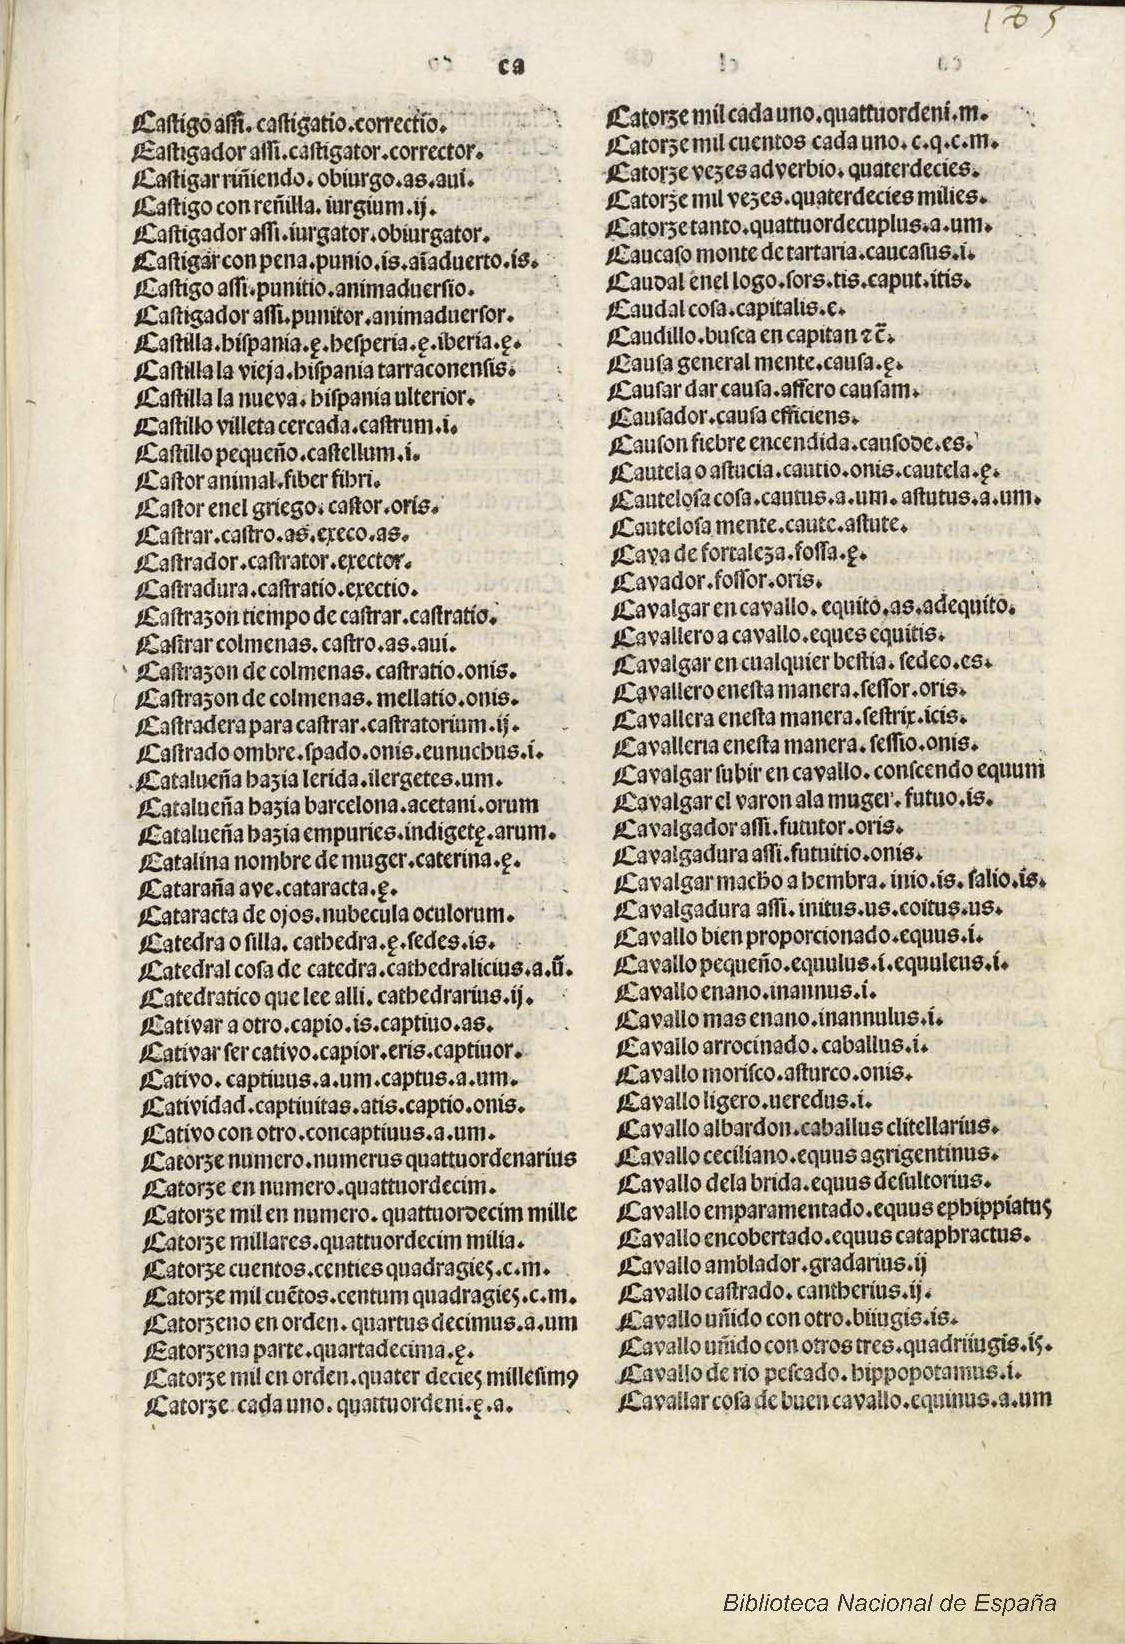 185
ca
Castigo assi. castigatio.correctio.
Castigador assi.castigator.corrector.
Castigar riñiendo.obiurgo.as.aui.
Castigo con reñilla.iurgium.ij.
Castigador assi.iurgator.obiurgator.
Castigar con pena.punio.is.aĩaduerto.is.
Castigo assi.punitio.animaduersio.
Castigador assi.punitor.animaduersor.
Castilla.hispania.ę.hesperia.ę.iberia.ę.
Castilla la vieja.hispania tarraconensis.
Castilla la nueva.hispania ulterior.
Castillo villeta cercada.castrum.i.
Castillo pequeño.castellum.i.
Castor animal.fiber fibri.
Castor enel griego.castor.oris.
Castrar.castro.as.execo.as.
Castrador.castrator.exector.
Castradura.castratio.exectio.
Castrazon tiempo de castrar.castratio.
Castrar colmenas.castro.as.aui.
Castrazon de colmenas.castratio.onis.
Castrazon de colmenas.mellatio.onis.
Castradera para castrar.castratorium.ij.
Castrado ombre.spado.onis.eunuchus.i.
Catalueña hazia lerida.ilergetes.um.
Catalueña hazia barcelona.acetani.orum
Catalueña hazia empuries.indigetę.arum.
Catalina nombre de muger.caterina.ę.
Cataraña ave.cataracta.ę.
Cataracta de ojos.nubecula oculorum.
Catedra o silla.cathedra.ę.sedes.is.
Catedral cosa de catedra.cathedralicius.a.ũ.
Catedratico que lee alli.cathedrarius.ij.
Cativar a otro.capio.is.captiuo.as.
Cativar ser cativo.capior.eris.captiuor.
Cativo.captiuus.a.um.captus.a.um.
Catividad.captiuitas.atis.captio.onis.
Cativo con otro.concaptiuus.a.um.
Catorze numero.numerus quattuordenarius
Catorze en numero.quattuordecim.
Catorze mil en numero.quattuordecim mille
Catorze millares.quattuordecim milia.
Catorze cuentos.centies quadragies.c.m.
Catorze mil cuẽtos.centum quadragies.c.m.
Catorzeno en orden.quartus decimus.a.um
Catorzena parte.quartadecima.ę.
Catorze mil en orden.quater decies millesimꝰ
Catorze cada uno.quattuordeni.ę.a.
Catorze mil cada uno.quattuordeni.m.
Catorze mil cuentos cada uno.c.q.c.m.
Catorze vezes adverbio.quaterdecies.
Catorze mil vezes.quaterdecies milies.
Catorze tanto.quattuordecuplus.a.um.
Caucaso monte de tartaria.caucasus.i.
Caudal enel logo.sors.tis.caput.itis.
Caudal cosa.capitalis.e.
Caudillo.busca en capitan ⁊c̃.
Causa general mente.causa.ę.
Causar dar causa.affero causam.
Causador.causa efficiens.
Causon fiebre encendida.causode.es.
Cautela o astucia.cautio.onis.cautela.ę.
Cautelosa cosa.cautus.a.um.astutus.a.um.
Cautelosa mente.caute.astute.
Cava de fortaleza.fossa.ę.
Cavador.fossor.oris.
Cavalgar en cavallo.equito.as.adequito.
Cavallero a cavallo.eques equitis.
Cavalgar en cualquier bestia.sedeo.es.
Cavallero enesta manera.sessor.oris.
Cavallera enesta manera.sestrix.icis.
Cavalleria enesta manera.sessio.onis.
Cavalgar subir en cavallo.conscendo equum
Cavalgar el varon ala muger.futuo.is.
Cavalgador assi.fututor.oris.
Cavalgadura assi.futuitio.onis.
Cavalgar macho a hembra.inio.is.salio.is.
Cavalgadura assi.initus.us.coitus.us.
Cavallo bien proporcionado.equus.i.
Cavallo pequeño.equulus.i.equuleus.i.
Cavallo enano.inannus.i.
Cavallo mas enano.inannulus.i.
Cavallo arrocinado.caballus.i.
Cavallo morisco.asturco.onis.
Cavallo ligero.ueredus.i.
Cavallo albardon.caballus clitellarius.
Cavallo ceciliano.equus agrigentinus.
Cavallo dela brida.equus desultorius.
Cavallo emparamentado.equus ephippiatus
Cavallo encobertado.equus cataphractus.
Cavallo amblador.gradarius.ij
Cavallo castrado.cantherius.ij.
Cavallo uñido con otro.biiugis.is.
Cavallo uñido con otros tres.quadriiugis.is.
Cavallo de rio pescado.hippopotamus.i.
Cavallar cosa de buen cavallo.equinus.a.um
Biblioteca Nacional de España